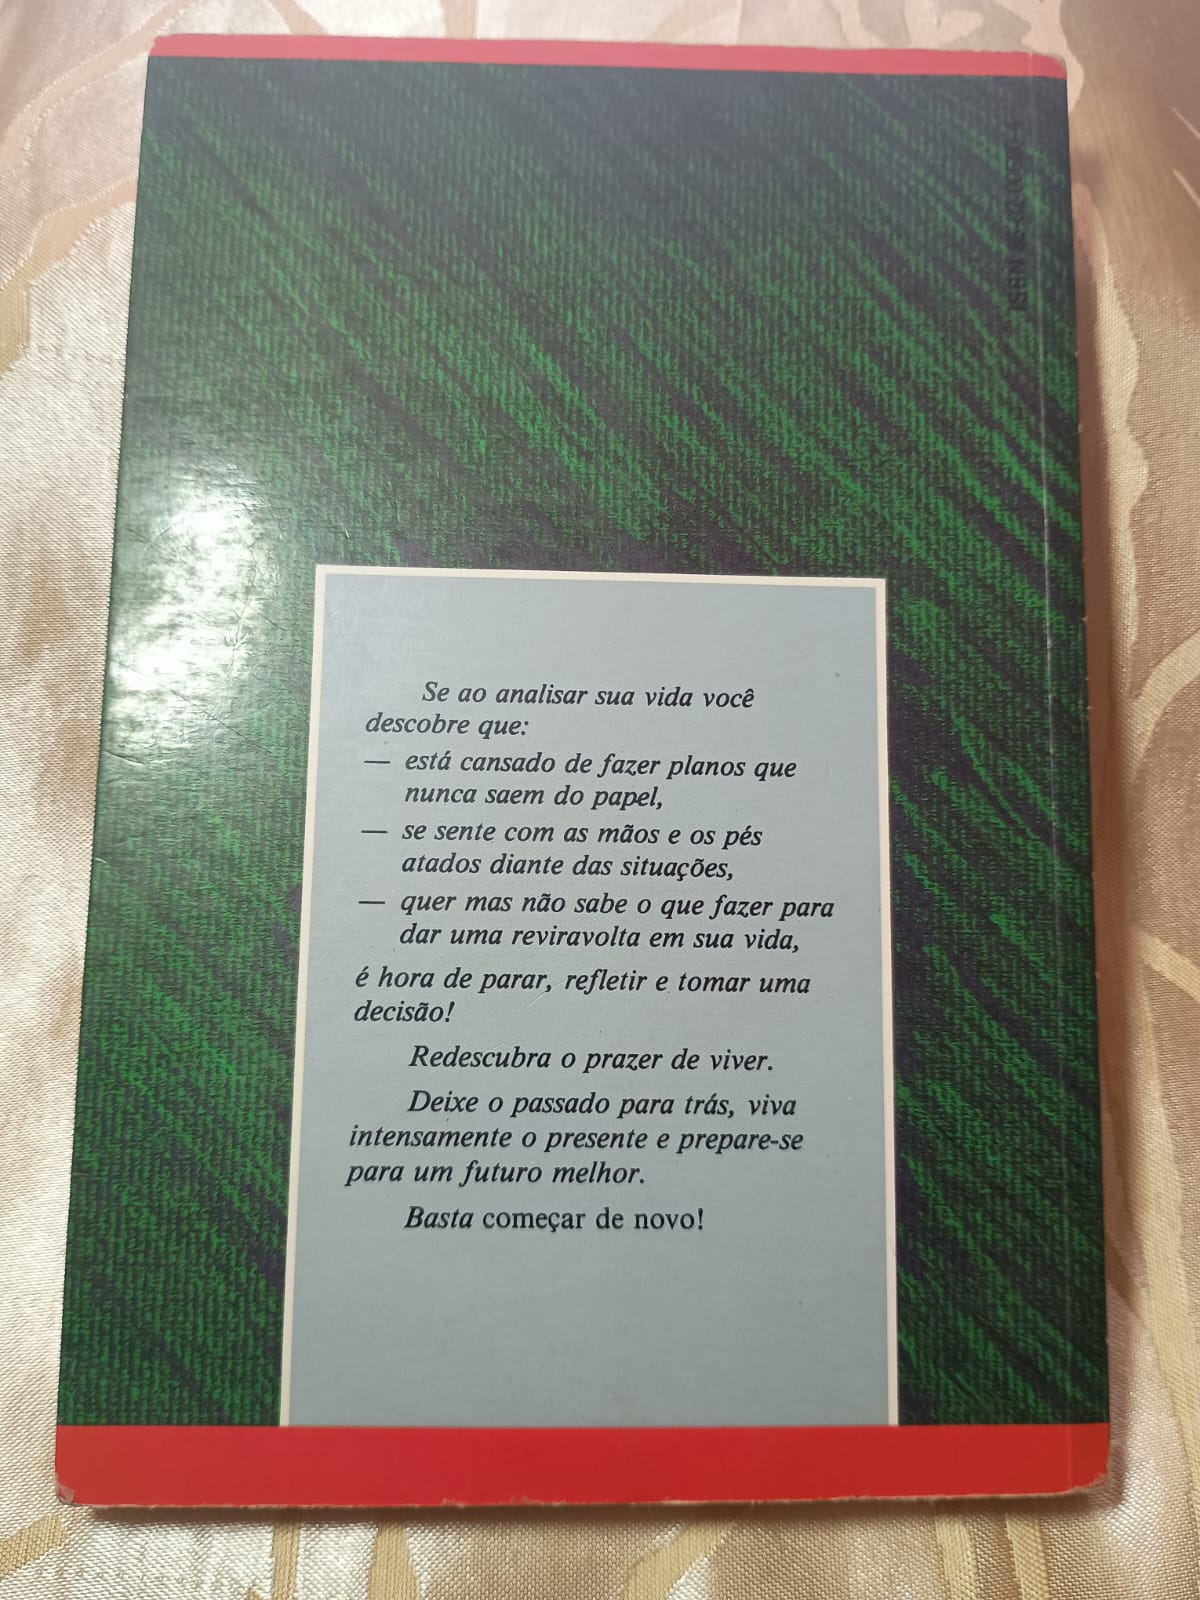 Se ao analisar sua vida você
descobre que:
— está cansado de fazer planos que
nunca saem do papel,
— se sente com as mãos e os pés
atados diante das situações,
— quer mas não sabe o que fazer para
dar uma reviravolta em sua vida,
é hora de parar, refletir e tomar uma
decisão!
Redescubra o prazer de viver.
Deixe o passado para trás, viva
intensamente o presente e prepare-se
para um futuro melhor.
Basta começar de novo!
ISBN